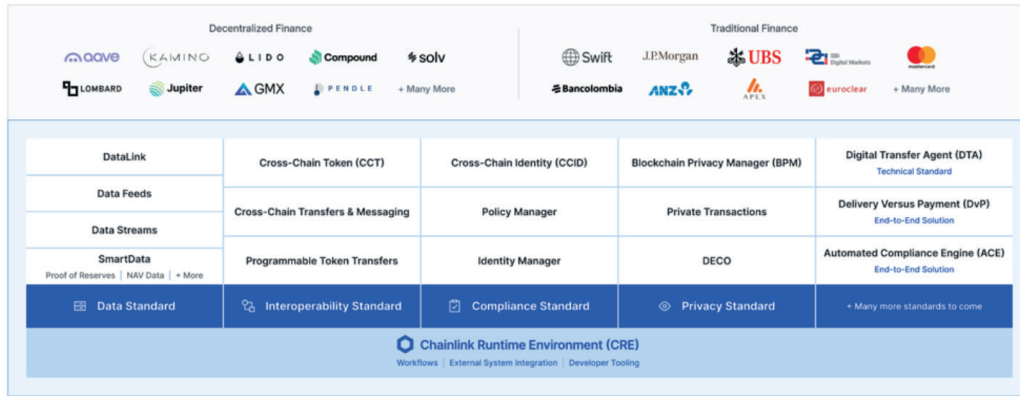 Decentralized Finance
aave KAMINO LIDO Compound solv
LOMBARD Jupiter GMX PENDLE + Many More
Traditional Finance
Swift J.P.Morgan UBS SBI Digital Markets mastercard
Bancolombia ANZ APEX euroclear + Many More
DataLink
Data Feeds
Data Streams
SmartData
Proof of Reserves | NAV Data | + More
Data Standard
Cross-Chain Token (CCT)
Cross-Chain Transfers & Messaging
Programmable Token Transfers
Interoperability Standard
Cross-Chain Identity (CCID)
Policy Manager
Identity Manager
Compliance Standard
Blockchain Privacy Manager (BPM)
Private Transactions
DECO
Privacy Standard
Digital Transfer Agent (DTA)
Technical Standard
Delivery Versus Payment (DvP)
End-to-End Solution
Automated Compliance Engine (ACE)
End-to-End Solution
+ Many more standards to come
Chainlink Runtime Environment (CRE)
Workflows | External System Integration | Developer Tooling